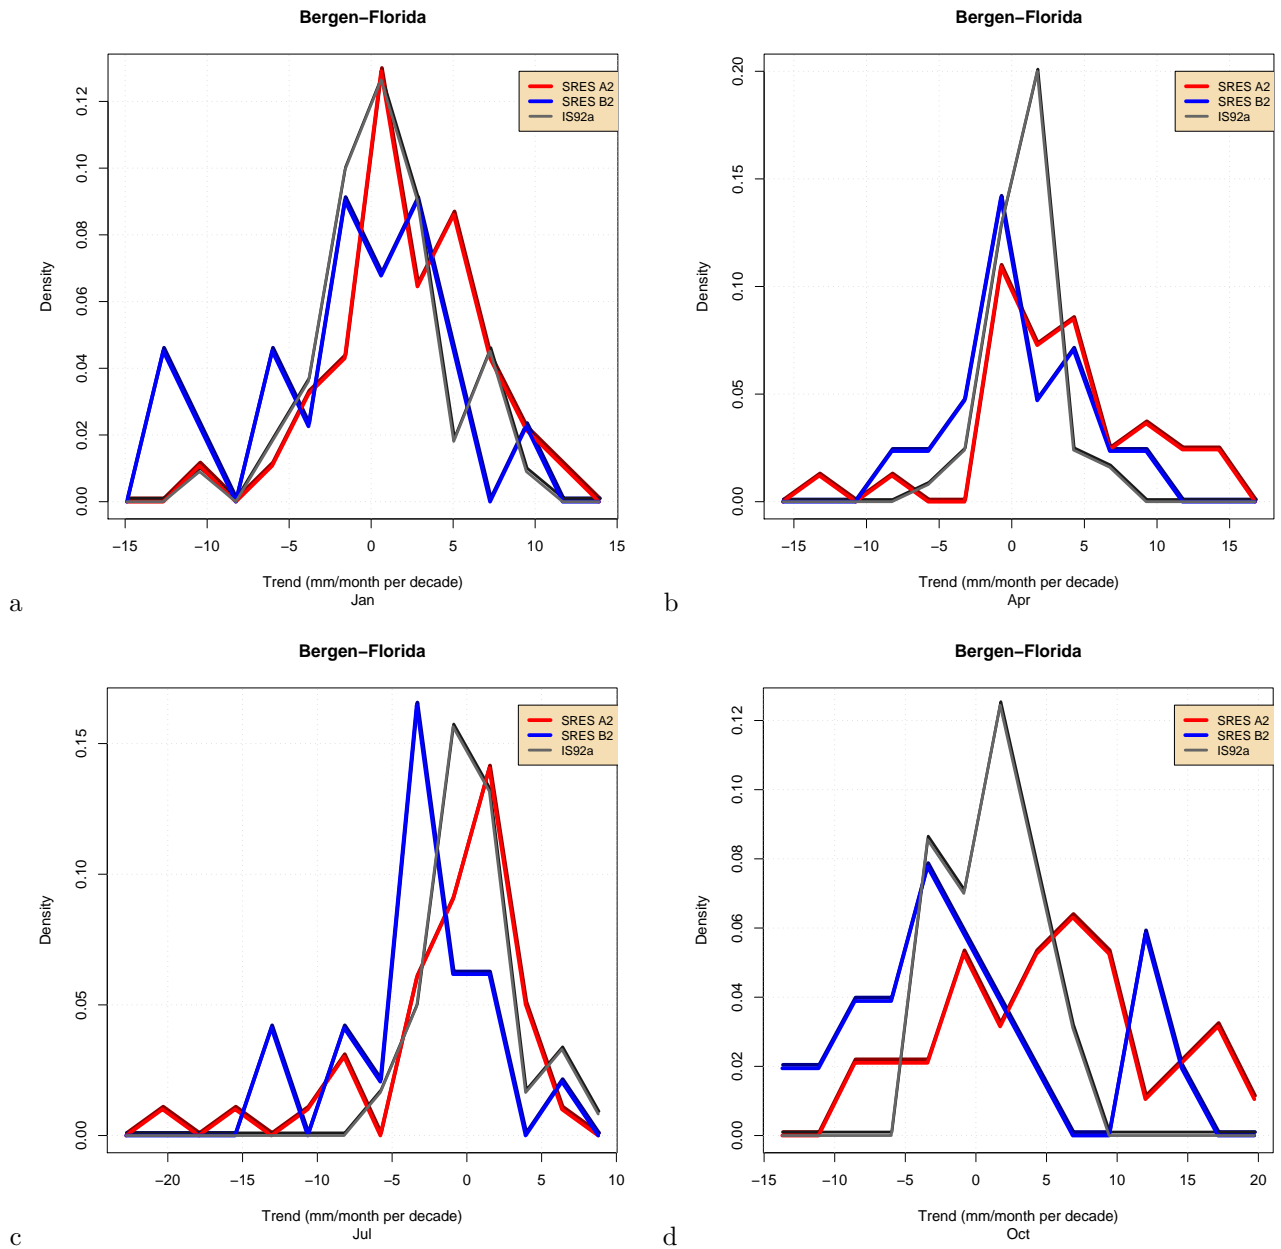 Bergen−Florida
SRES A2
SRES B2
IS92a
Density
0.00 0.02 0.04 0.06 0.08 0.10 0.12
−15 −10 −5 0 5 10 15
Trend (mm/month per decade)
Jan
a
Bergen−Florida
SRES A2
SRES B2
IS92a
Density
0.00 0.05 0.10 0.15 0.20
−15 −10 −5 0 5 10 15
Trend (mm/month per decade)
Apr
b
Bergen−Florida
SRES A2
SRES B2
IS92a
Density
0.00 0.05 0.10 0.15
−20 −15 −10 −5 0 5 10
Trend (mm/month per decade)
Jul
c
Bergen−Florida
SRES A2
SRES B2
IS92a
Density
0.00 0.02 0.04 0.06 0.08 0.10 0.12
−15 −10 −5 0 5 10 15 20
Trend (mm/month per decade)
Oct
d